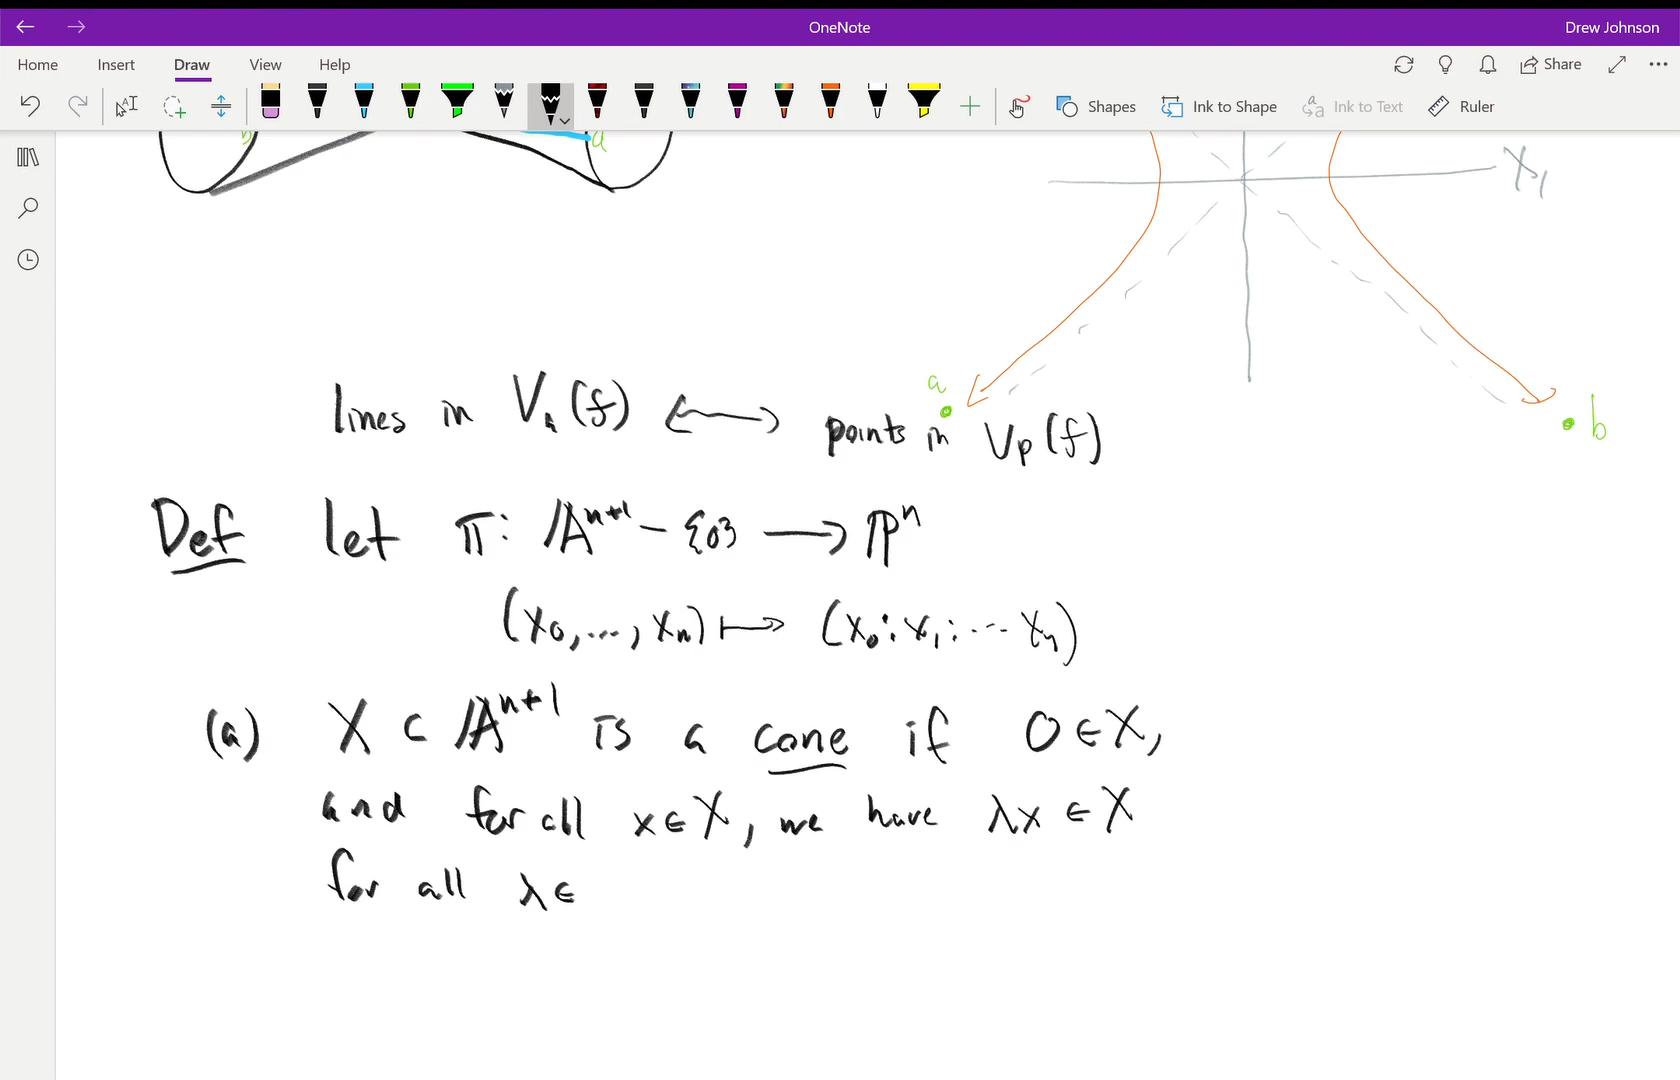 OneNote
Drew Johnson
Home Insert Draw View Help
Share
Shapes Ink to Shape Ink to Text Ruler
a
X₁
lines in Vₐ(f) ⟷ points in Vₚ(f)
a
b
Def let π: 𝔸ⁿ⁺¹ − {0} ⟶ ℙⁿ
(x₀,..., xₙ) ↦ (x₀:x₁: ··· xₙ)
(a) X ⊂ 𝔸ⁿ⁺¹ is a cone if 0 ∈ X,
and for all x ∈ X, we have λx ∈ X
for all λ ∈